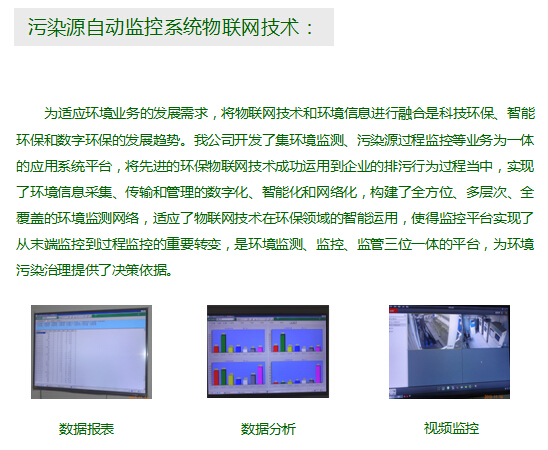 污染源自动监控系统物联网技术：
为适应环境业务的发展需求，将物联网技术和环境信息进行融合是科技环保、智能
环保和数字环保的发展趋势。我公司开发了集环境监测、污染源过程监控等业务为一体
的应用系统平台，将先进的环保物联网技术成功运用到企业的排污行为过程当中，实现
了环境信息采集、传输和管理的数字化、智能化和网络化，构建了全方位、多层次、全
覆盖的环境监测网络，适应了物联网技术在环保领域的智能运用，使得监控平台实现了
从末端监控到过程监控的重要转变，是环境监测、监控、监管三位一体的平台，为环境
污染治理提供了决策依据。
数据报表
数据分析
视频监控